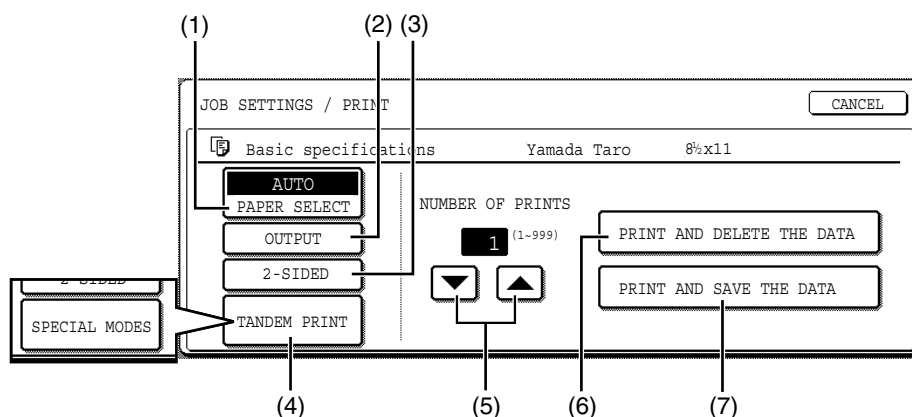 (1) (2) (3)
JOB SETTINGS / PRINT CANCEL
Basic specifications Yamada Taro 8½x11
AUTO
PAPER SELECT
OUTPUT
2-SIDED
TANDEM PRINT
2-SIDED
SPECIAL MODES
NUMBER OF PRINTS
1 (1~999)
PRINT AND DELETE THE DATA
PRINT AND SAVE THE DATA
(4) (5) (6) (7)